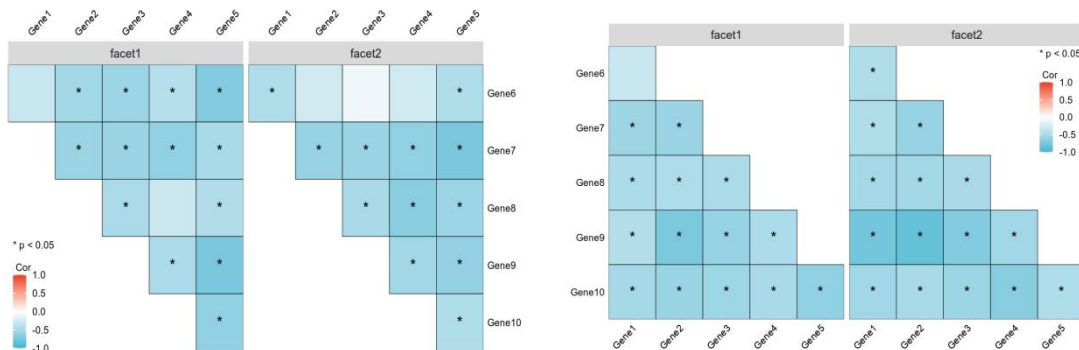 Gene1 Gene2 Gene3 Gene4 Gene5 Gene1 Gene2 Gene3 Gene4 Gene5
facet1 facet2
* * * * * * Gene6
* * * * * * * * Gene7
* * * * * Gene8
* * * * Gene9
* * Gene10
* p < 0.05
Cor
1.0
0.5
0.0
-0.5
-1.0
facet1 facet2
Gene6 *
Gene7 * * * *
Gene8 * * * * * *
Gene9 * * * * * * * *
Gene10 * * * * * * * * * *
Gene1 Gene2 Gene3 Gene4 Gene5 Gene1 Gene2 Gene3 Gene4 Gene5
* p < 0.05
Cor
1.0
0.5
0.0
-0.5
-1.0